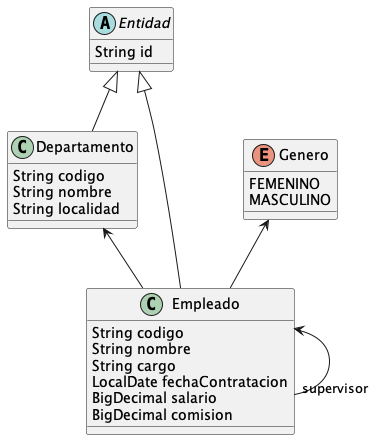 A Entidad
String id
C Departamento
String codigo
String nombre
String localidad
E Genero
FEMENINO
MASCULINO
C Empleado
String codigo
String nombre
String cargo
LocalDate fechaContratacion
BigDecimal salario
BigDecimal comision
supervisor